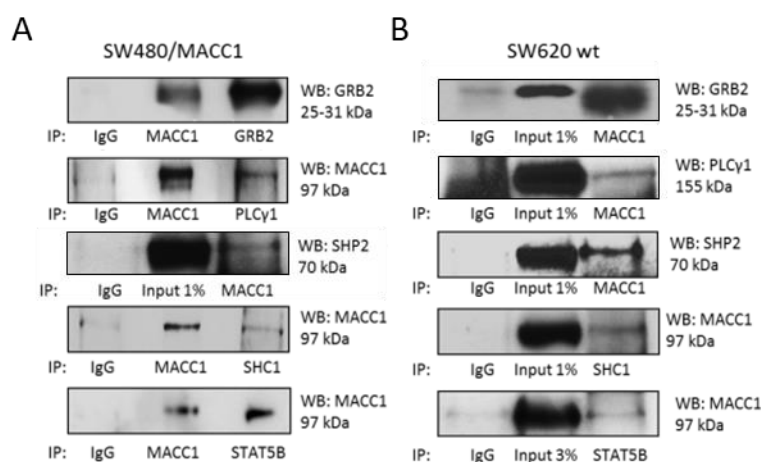 A
SW480/MACC1
WB: GRB2
25-31 kDa
IP: IgG MACC1 GRB2
WB: MACC1
97 kDa
IP: IgG MACC1 PLCγ1
WB: SHP2
70 kDa
IP: IgG Input 1% MACC1
WB: MACC1
97 kDa
IP: IgG MACC1 SHC1
WB: MACC1
97 kDa
IP: IgG MACC1 STAT5B
B
SW620 wt
WB: GRB2
25-31 kDa
IP: IgG Input 1% MACC1
WB: PLCγ1
155 kDa
IP: IgG Input 1% MACC1
WB: SHP2
70 kDa
IP: IgG Input 1% MACC1
WB: MACC1
97 kDa
IP: IgG Input 1% SHC1
WB: MACC1
97 kDa
IP: IgG Input 3% STAT5B